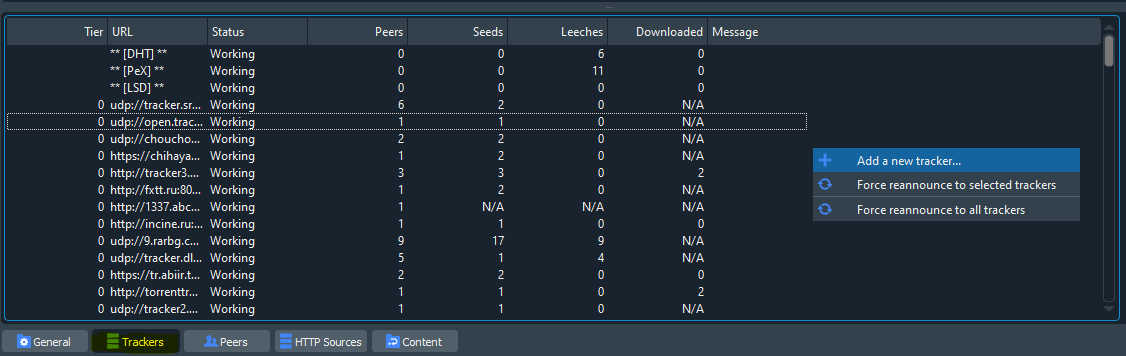 Tier URL Status Peers Seeds Leeches Downloaded Message
** [DHT] ** Working 0 0 6 0
** [PeX] ** Working 0 0 11 0
** [LSD] ** Working 0 0 0 0
0 udp://tracker.sr... Working 6 2 0 N/A
0 udp://open.trac... Working 1 1 0 N/A
0 udp://choucho... Working 2 2 0 N/A
0 https://chihaya... Working 1 2 0 N/A
0 http://tracker3.... Working 3 3 0 2
0 http://fxtt.ru:80... Working 1 2 0 N/A
0 http://1337.abc... Working 1 N/A N/A N/A
0 http://incine.ru:... Working 1 1 0 0
0 udp://9.rarbg.c... Working 9 17 9 N/A
0 udp://tracker.dl... Working 5 1 4 N/A
0 https://tr.abiir.t... Working 2 2 0 0
0 http://torrenttr... Working 1 1 0 2
0 udp://tracker2.... Working 1 1 0 N/A
Add a new tracker...
Force reannounce to selected trackers
Force reannounce to all trackers
General Trackers Peers HTTP Sources Content